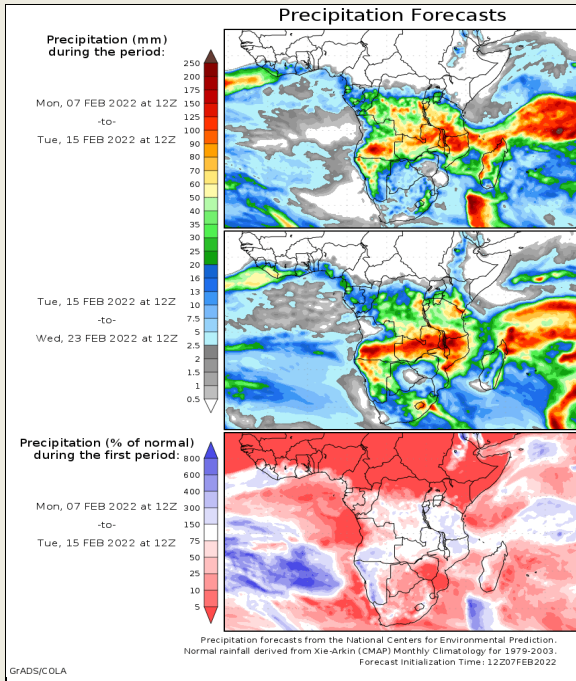 Precipitation Forecasts
Precipitation (mm)
during the period:
Mon, 07 FEB 2022 at 12Z
-to-
Tue, 15 FEB 2022 at 12Z
250
200
175
150
125
100
90
80
70
60
50
40
35
30
25
20
16
13
10
7.5
5
2.5
2
1.5
1
0.5
Tue, 15 FEB 2022 at 12Z
-to-
Wed, 23 FEB 2022 at 12Z
Precipitation (% of normal)
during the first period:
Mon, 07 FEB 2022 at 12Z
-to-
Tue, 15 FEB 2022 at 12Z
800
600
400
300
150
75
50
25
10
5
Precipitation forecasts from the National Centers for Environmental Prediction.
Normal rainfall derived from Xie-Arkin (CMAP) Monthly Climatology for 1979-2003.
Forecast Initialization Time: 12Z07FEB2022
GrADS/COLA